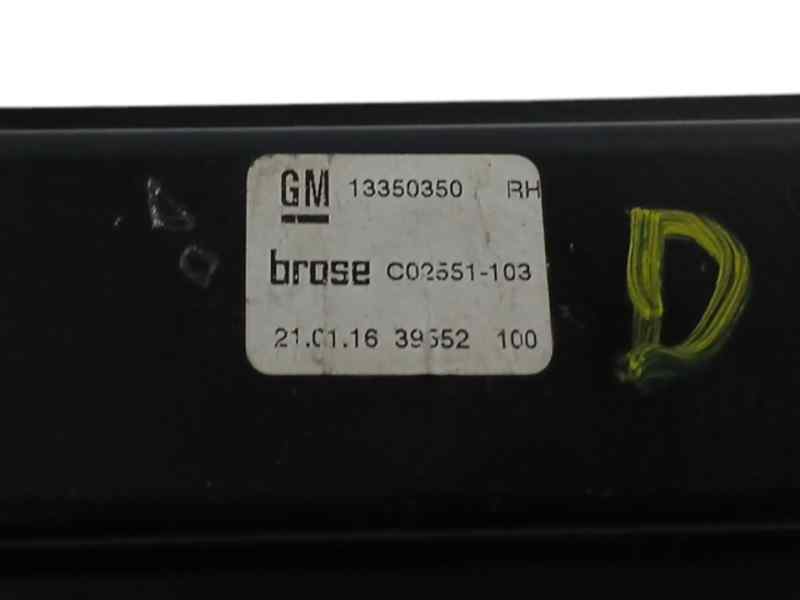 GM 13350350 RH
brose C02551-103
21.01.16 39552 100
D